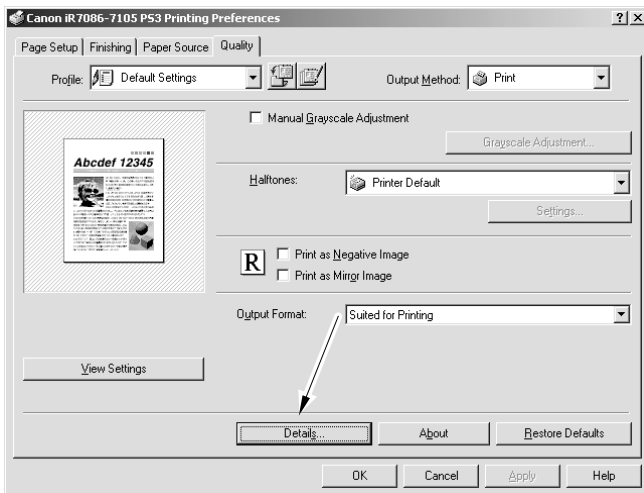 Canon iR7086-7105 PS3 Printing Preferences
Page Setup Finishing Paper Source Quality
Profile: Default Settings Output Method: Print
Manual Grayscale Adjustment
Grayscale Adjustment...
Abcdef 12345
Halftones: Printer Default
Settings...
R Print as Negative Image
Print as Mirror Image
Output Format: Suited for Printing
View Settings
Details... About Restore Defaults
OK Cancel Apply Help